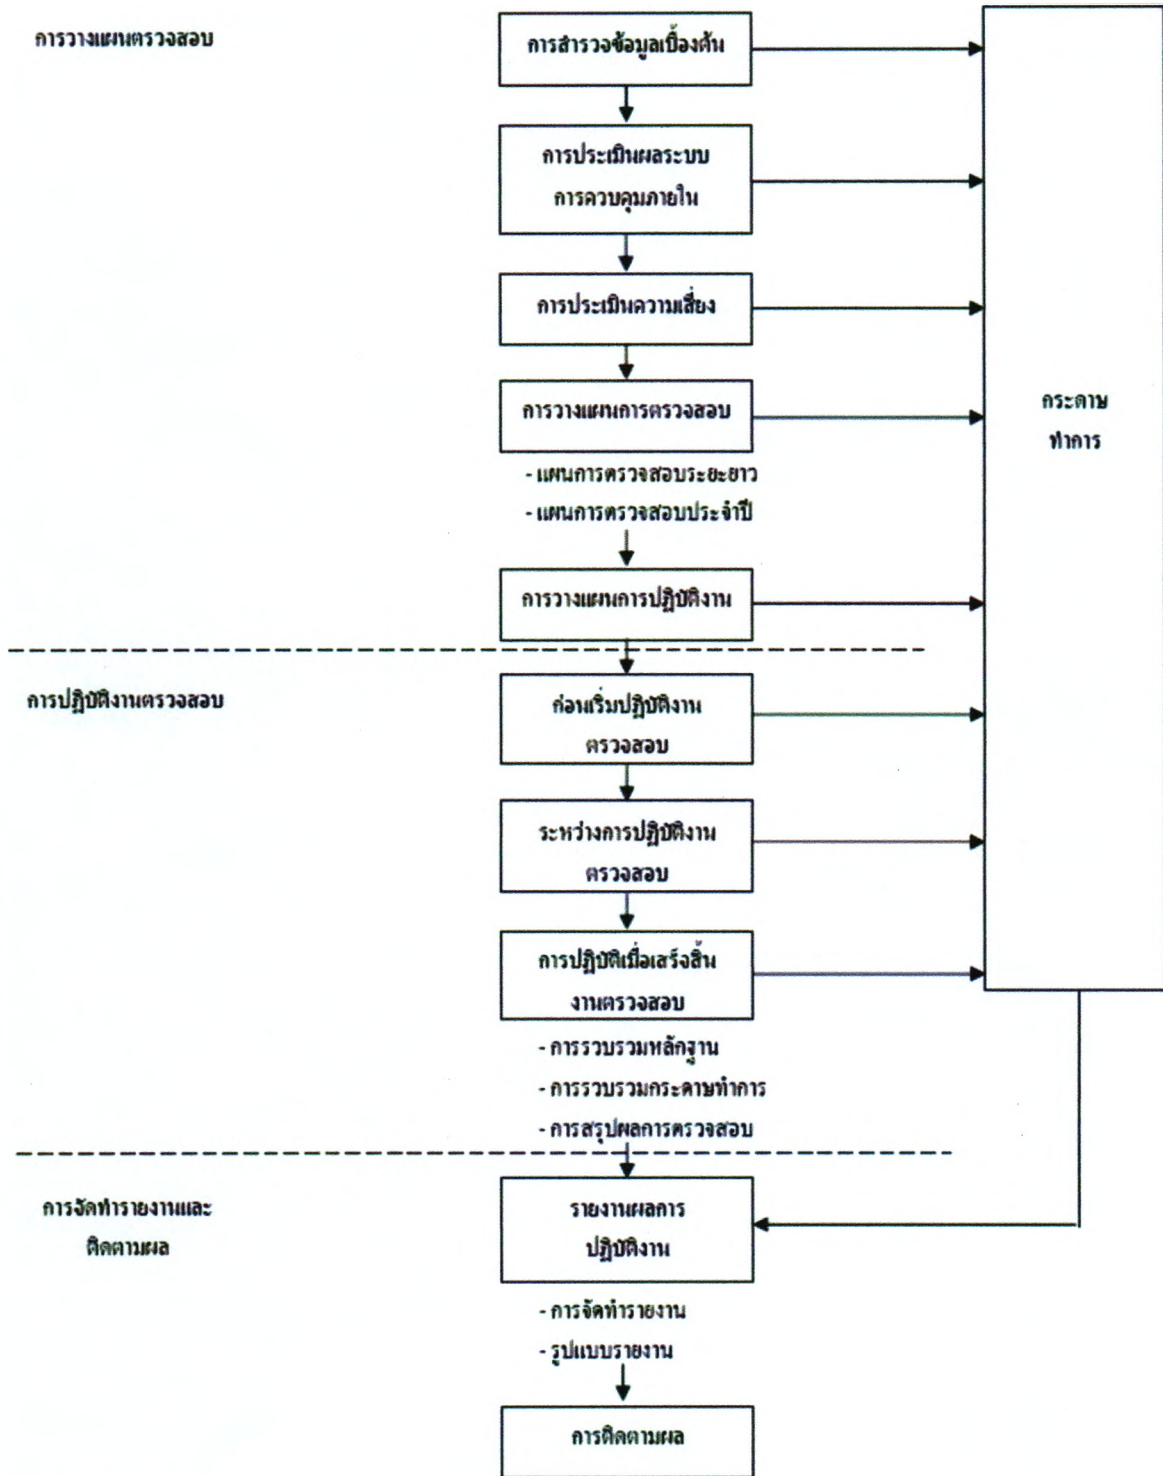 การวางแผนตรวจสอบ
การสำรวจข้อมูลเบื้องต้น
การประเมินผลระบบ
การควบคุมภายใน
การประเมินความเสี่ยง
การวางแผนการตรวจสอบ
- แผนการตรวจสอบระยะยาว
- แผนการตรวจสอบประจำปี
การวางแผนการปฏิบัติงาน
กระดาษ
ทำการ
การปฏิบัติงานตรวจสอบ
ก่อนเริ่มปฏิบัติงาน
ตรวจสอบ
ระหว่างการปฏิบัติงาน
ตรวจสอบ
การปฏิบัติเมื่อเสร็จสิ้น
งานตรวจสอบ
- การรวบรวมหลักฐาน
- การรวบรวมกระดาษทำการ
- การสรุปผลการตรวจสอบ
การจัดทำรายงานและ
ติดตามผล
รายงานผลการ
ปฏิบัติงาน
- การจัดทำรายงาน
- รูปแบบรายงาน
การติดตามผล